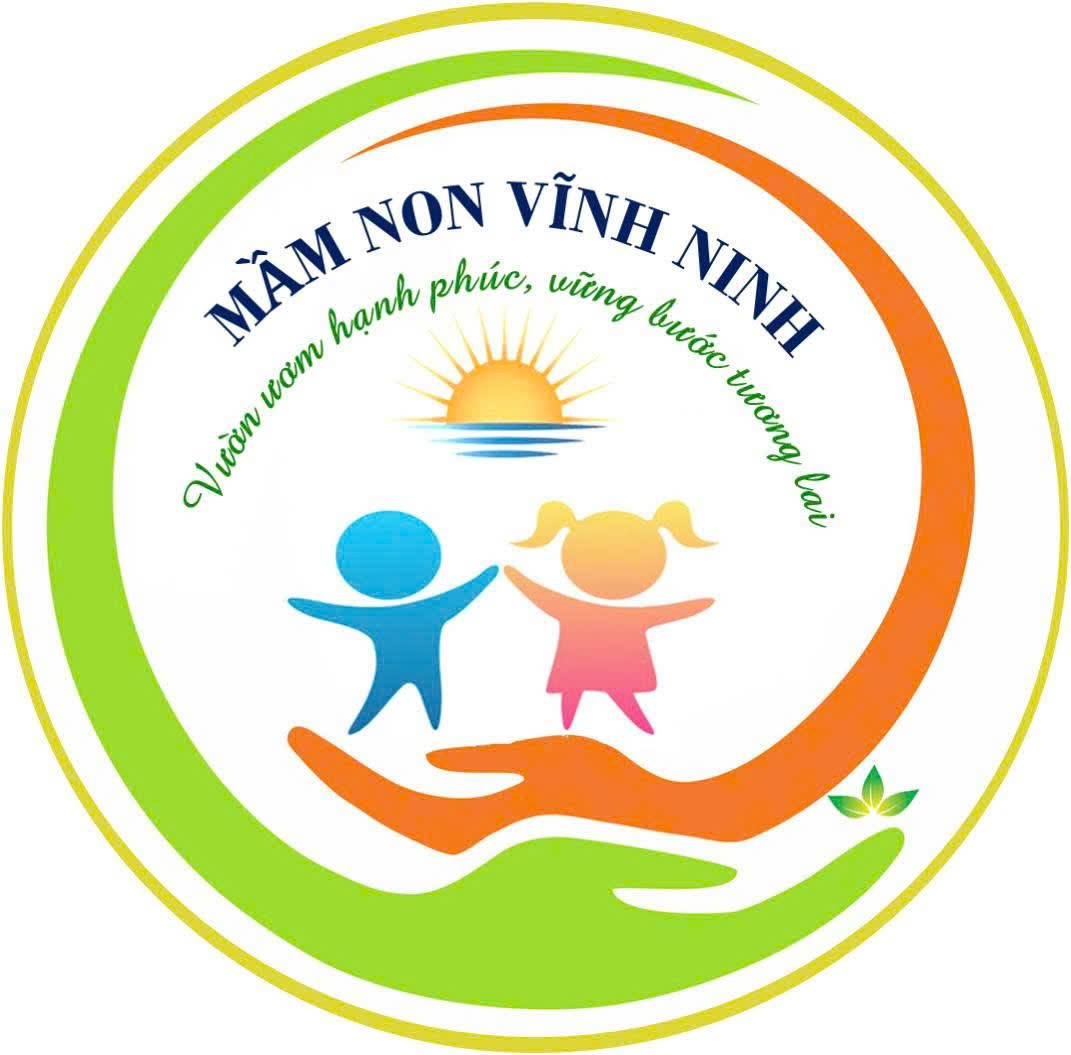 MẦM NON VĨNH NINH
Vườn ươm hạnh phúc, vững bước tương lai